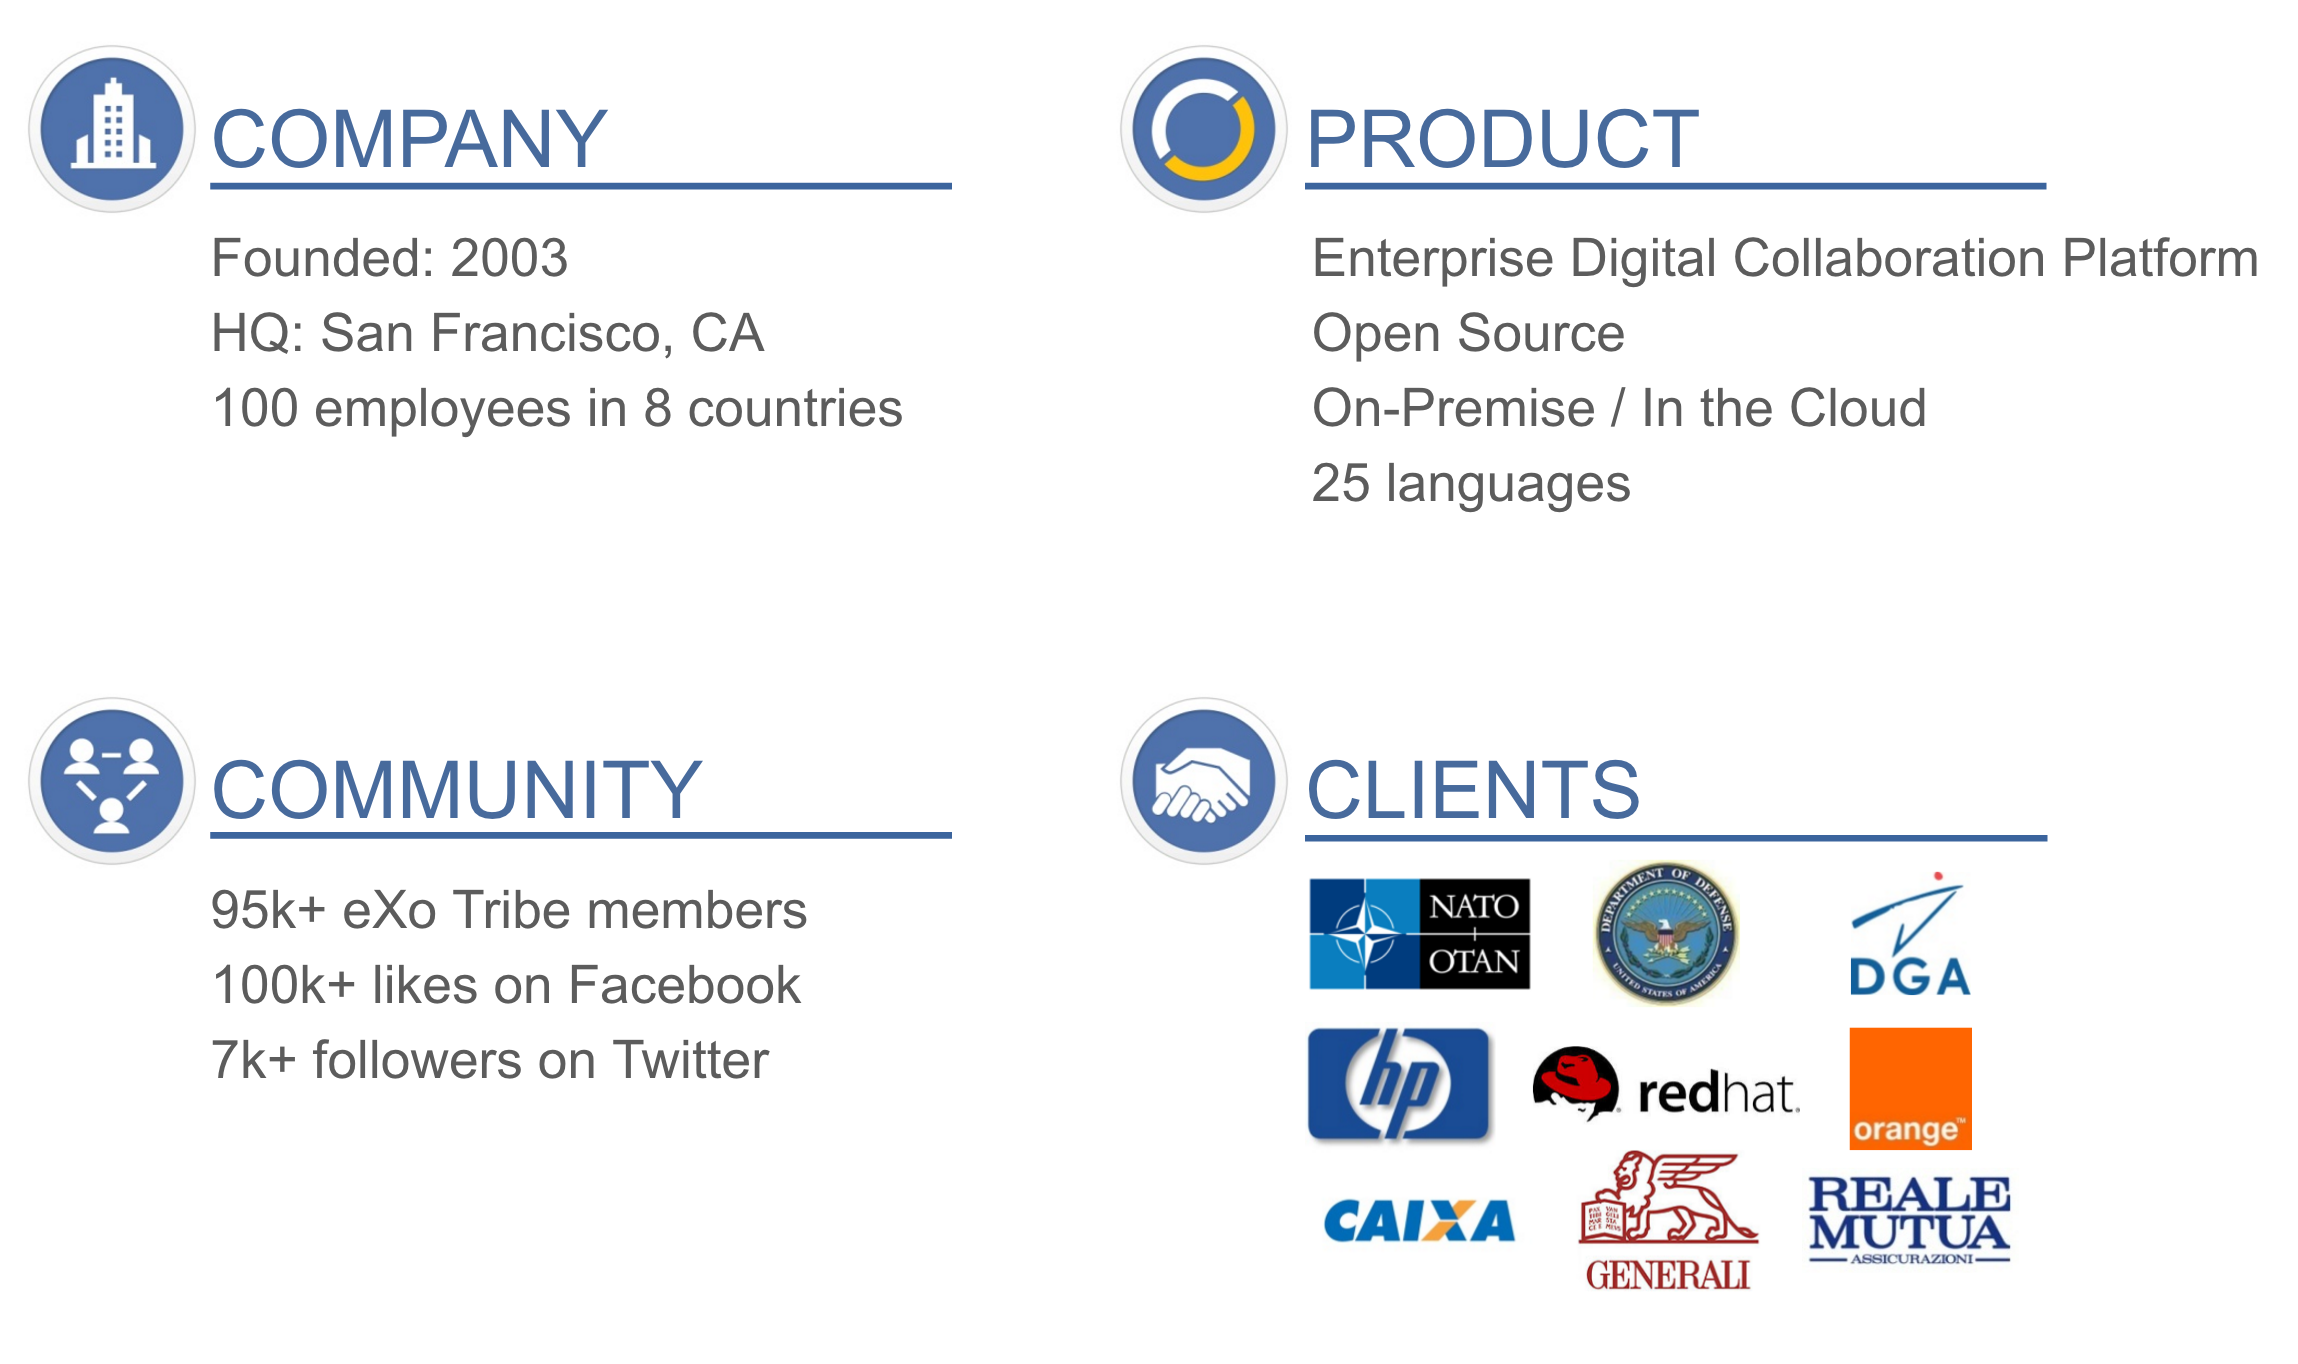 COMPANY
Founded: 2003
HQ: San Francisco, CA
100 employees in 8 countries
PRODUCT
Enterprise Digital Collaboration Platform
Open Source
On-Premise / In the Cloud
25 languages
COMMUNITY
95k+ eXo Tribe members
100k+ likes on Facebook
7k+ followers on Twitter
CLIENTS
NATO
OTAN
DEPARTMENT OF DEFENSE
UNITED STATES OF AMERICA
DGA
hp
redhat.
orange™
CAIXA
GENERALI
REALE
MUTUA
ASSICURAZIONI